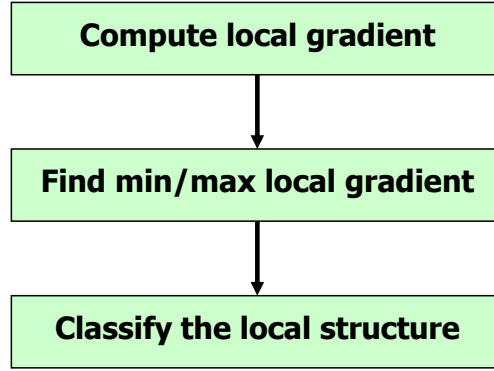 Compute local gradient
Find min/max local gradient
Classify the local structure